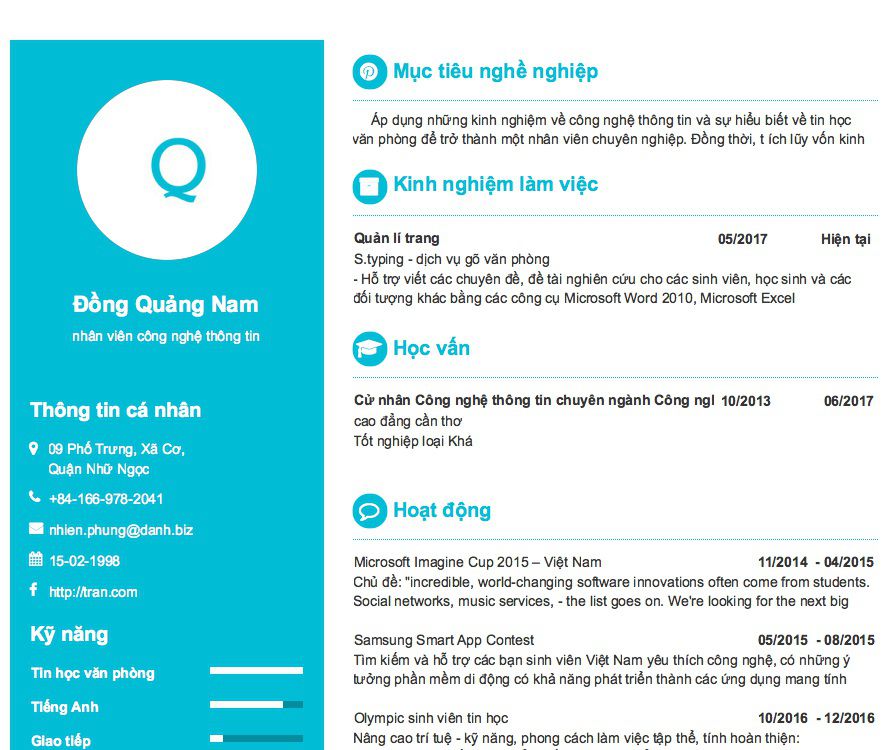 Q
Đồng Quảng Nam
nhân viên công nghệ thông tin
Thông tin cá nhân
09 Phố Trưng, Xã Cơ,
Quận Nhữ Ngọc
+84-166-978-2041
nhien.phung@danh.biz
15-02-1998
http://tran.com
Kỹ năng
Tin học văn phòng
Tiếng Anh
Giao tiếp
Mục tiêu nghề nghiệp
Áp dụng những kinh nghiệm về công nghệ thông tin và sự hiểu biết về tin học
văn phòng để trở thành một nhân viên chuyên nghiệp. Đồng thời, t ích lũy vốn kinh
Kinh nghiệm làm việc
Quản lí trang 05/2017 Hiện tại
S.typing - dịch vụ gõ văn phòng
- Hỗ trợ viết các chuyên đề, đề tài nghiên cứu cho các sinh viên, học sinh và các
đối tượng khác bằng các công cụ Microsoft Word 2010, Microsoft Excel
Học vấn
Cử nhân Công nghệ thông tin chuyên ngành Công ngl 10/2013 06/2017
cao đẳng cần thơ
Tốt nghiệp loại Khá
Hoạt động
Microsoft Imagine Cup 2015 – Việt Nam 11/2014 - 04/2015
Chủ đề: "incredible, world-changing software innovations often come from students.
Social networks, music services, - the list goes on. We're looking for the next big
Samsung Smart App Contest 05/2015 - 08/2015
Tìm kiếm và hỗ trợ các bạn sinh viên Việt Nam yêu thích công nghệ, có những ý
tưởng phần mềm di động có khả năng phát triển thành các ứng dụng mang tính
Olympic sinh viên tin học 10/2016 - 12/2016
Nâng cao trí tuệ - kỹ năng, phong cách làm việc tập thể, tính hoàn thiện: